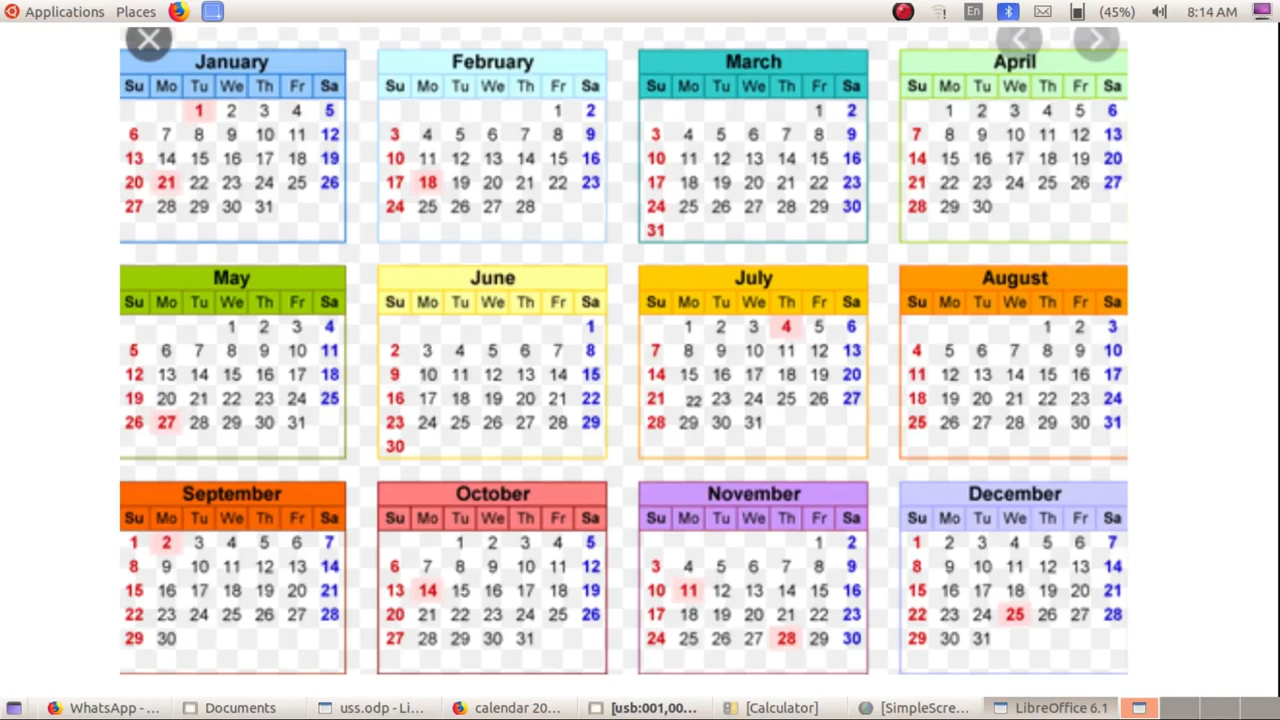 Applications Places En (45%) 8:14 AM
January February March April
Su Mo Tu We Th Fr Sa Su Mo Tu We Th Fr Sa Su Mo Tu We Th Fr Sa Su Mo Tu We Th Fr Sa
1 2 3 4 5 1 2 1 2 1 2 3 4 5 6
6 7 8 9 10 11 12 3 4 5 6 7 8 9 3 4 5 6 7 8 9 7 8 9 10 11 12 13
13 14 15 16 17 18 19 10 11 12 13 14 15 16 10 11 12 13 14 15 16 14 15 16 17 18 19 20
20 21 22 23 24 25 26 17 18 19 20 21 22 23 17 18 19 20 21 22 23 21 22 23 24 25 26 27
27 28 29 30 31 24 25 26 27 28 24 25 26 27 28 29 30 28 29 30
31
May June July August
Su Mo Tu We Th Fr Sa Su Mo Tu We Th Fr Sa Su Mo Tu We Th Fr Sa Su Mo Tu We Th Fr Sa
1 2 3 4 1 1 2 3 4 5 6 1 2 3
5 6 7 8 9 10 11 2 3 4 5 6 7 8 7 8 9 10 11 12 13 4 5 6 7 8 9 10
12 13 14 15 16 17 18 9 10 11 12 13 14 15 14 15 16 17 18 19 20 11 12 13 14 15 16 17
19 20 21 22 23 24 25 16 17 18 19 20 21 22 21 22 23 24 25 26 27 18 19 20 21 22 23 24
26 27 28 29 30 31 23 24 25 26 27 28 29 28 29 30 31 25 26 27 28 29 30 31
30
September October November December
Su Mo Tu We Th Fr Sa Su Mo Tu We Th Fr Sa Su Mo Tu We Th Fr Sa Su Mo Tu We Th Fr Sa
1 2 3 4 5 6 7 1 2 3 4 5 1 2 1 2 3 4 5 6 7
8 9 10 11 12 13 14 6 7 8 9 10 11 12 3 4 5 6 7 8 9 8 9 10 11 12 13 14
15 16 17 18 19 20 21 13 14 15 16 17 18 19 10 11 12 13 14 15 16 15 16 17 18 19 20 21
22 23 24 25 26 27 28 20 21 22 23 24 25 26 17 18 19 20 21 22 23 22 23 24 25 26 27 28
29 30 27 28 29 30 31 24 25 26 27 28 29 30 29 30 31
WhatsApp - ... Documents uss.odp - Li... calendar 20... [usb:001,00... [Calculator] [SimpleScre... LibreOffice 6.1